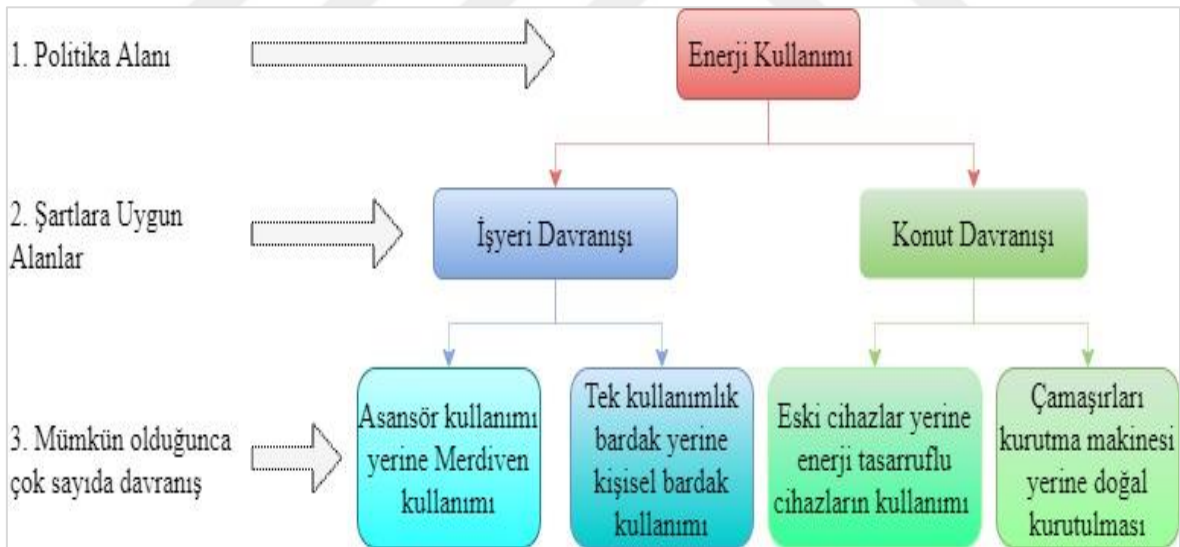 1. Politika Alanı
Enerji Kullanımı
2. Şartlara Uygun
Alanlar
İşyeri Davranışı
Konut Davranışı
3. Mümkün olduğunca
çok sayıda davranış
Asansör kullanımı
yerine Merdiven
kullanımı
Tek kullanımlık
bardak yerine
kişisel bardak
kullanımı
Eski cihazlar yerine
enerji tasarruflu
cihazların kullanımı
Çamaşırları
kurutma makinesi
yerine doğal
kurutulması